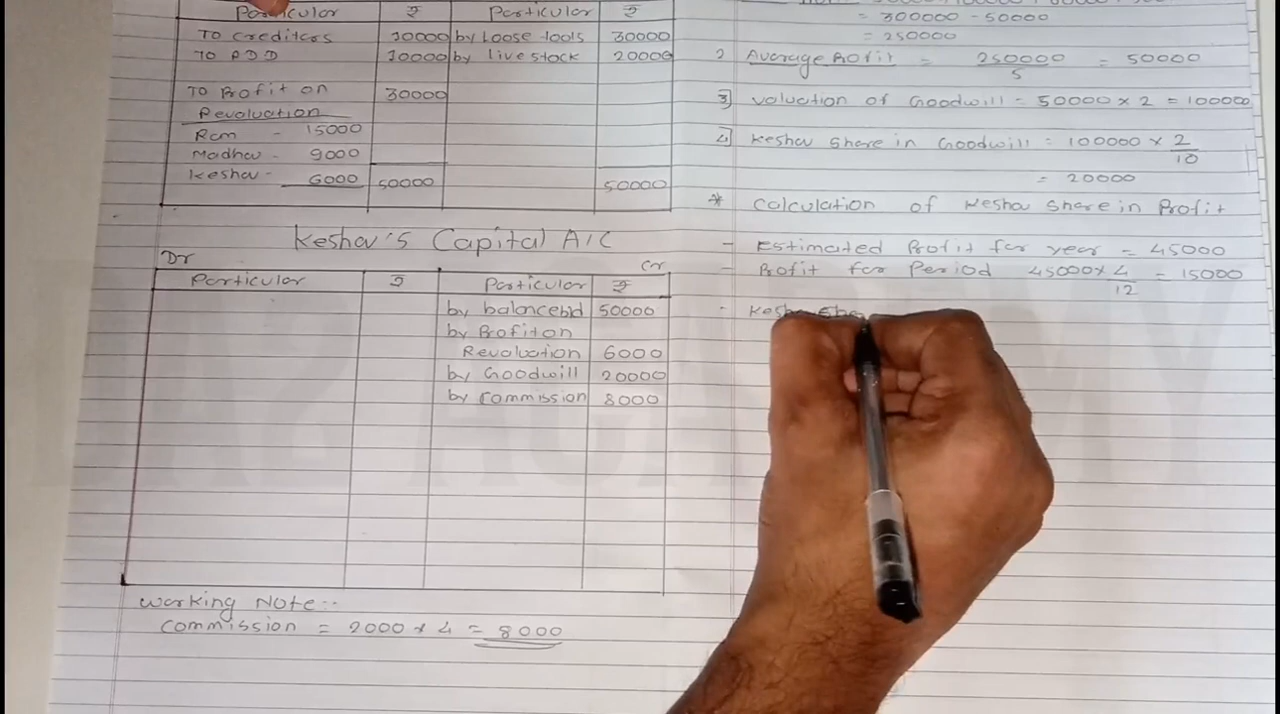 Particular ₹ Particular ₹
To Creditors 10000 by Loose tools 30000
To RDD 10000 by live stock 20000
To Profit on 30000
Revaluation
Ram - 15000
Madhav - 9000
Keshav - 6000 50000 50000
Keshav's Capital A/C
Dr Cr
Particular ₹ Particular ₹
by balance b/d 50000
by Profit on
Revaluation 6000
by Goodwill 20000
by Commission 8000
Working Note :-
Commission = 2000 × 4 = 8000
= 300000 - 50000
= 250000
2 Average Profit = 250000 / 5 = 50000
3] Valuation of Goodwill = 50000 × 2 = 100000
4] Keshav Share in Goodwill = 100000 × 2/10
= 20000
* Calculation of Keshav Share in Profit
- Estimated Profit for year = 45000
- Profit for Period 45000 × 4/12 = 15000
- Keshav Sha